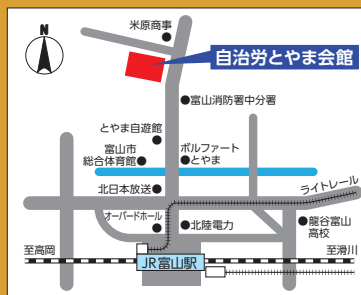 米原商事
N
自治労とやま会館
富山消防署中分署
とやま自遊館
富山市
総合体育館
ボルファート
とやま
ライトレール
北日本放送
オーバードホール
北陸電力
龍谷富山
高校
至高岡
至滑川
JR富山駅